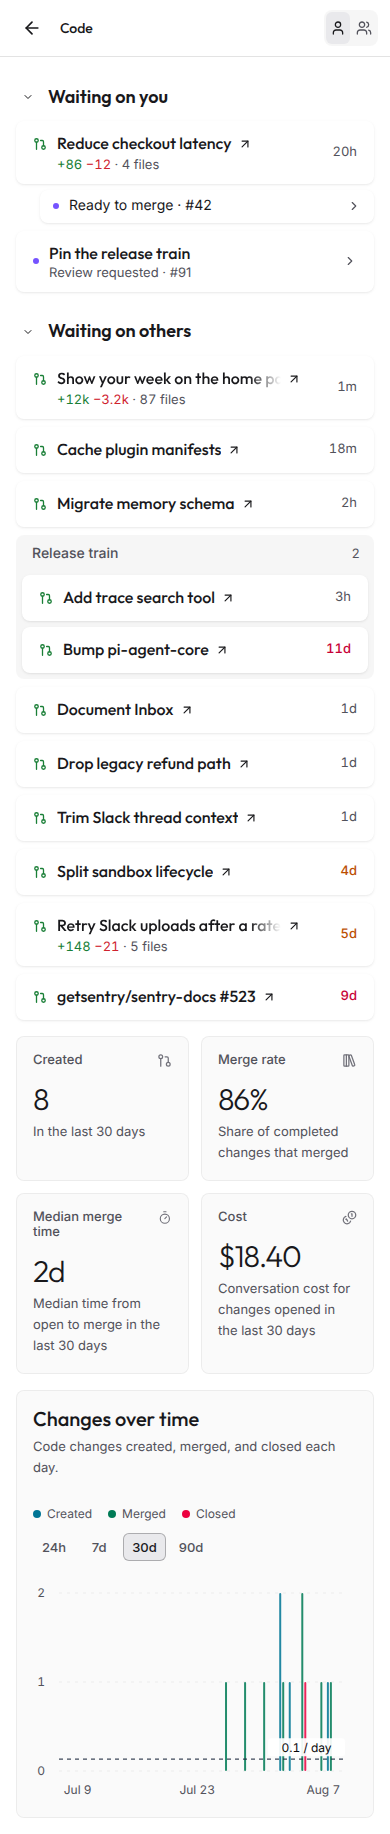 Code
Waiting on you
Reduce checkout latency
20h
+86 −12 · 4 files
Ready to merge · #42
Pin the release train
Review requested · #91
Waiting on others
Show your week on the home
1m
+12k −3.2k · 87 files
Cache plugin manifests
18m
Migrate memory schema
2h
Release train
2
Add trace search tool
3h
Bump pi-agent-core
11d
Document Inbox
1d
Drop legacy refund path
1d
Trim Slack thread context
1d
Split sandbox lifecycle
4d
Retry Slack uploads after a rate
5d
+148 −21 · 5 files
getsentry/sentry-docs #523
9d
Created
8
In the last 30 days
Merge rate
86%
Share of completed
changes that merged
Median merge
time
2d
Median time from
open to merge in the
last 30 days
Cost
$18.40
Conversation cost for
changes opened in
the last 30 days
Changes over time
Code changes created, merged, and closed each
day.
Created Merged Closed
24h 7d 30d 90d
2
1
0.1 / day
0
Jul 9 Jul 23 Aug 7